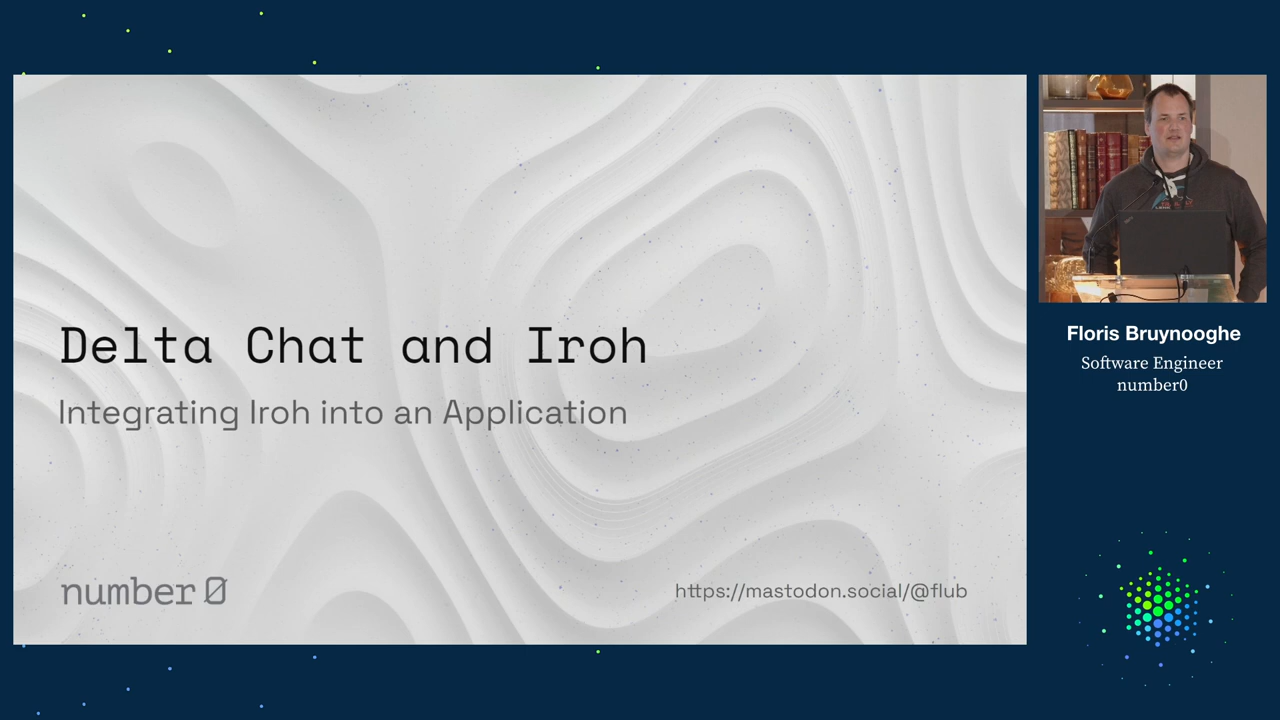 Delta Chat and Iroh
Integrating Iroh into an Application
number 0
https://mastodon.social/@flub
Floris Bruynooghe
Software Engineer
number0